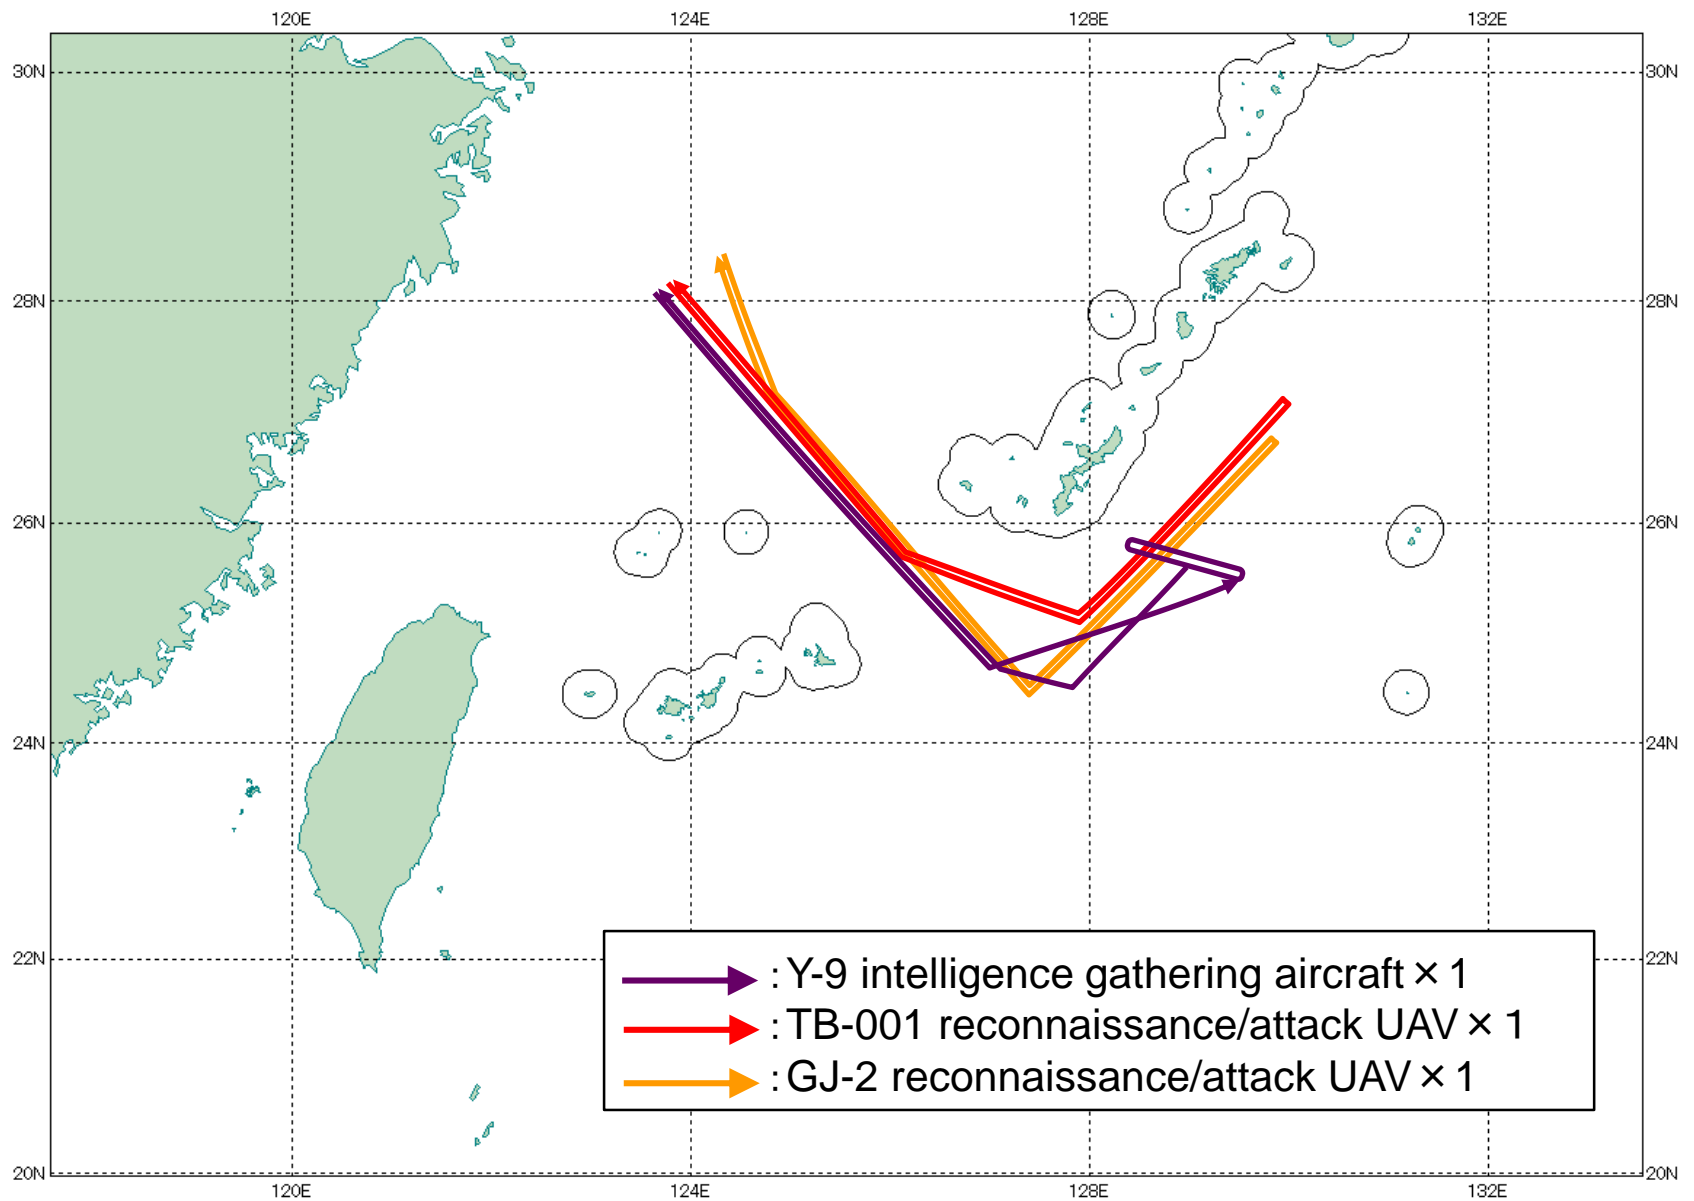 120E 124E 128E 132E
30N 30N
28N 28N
26N 26N
24N 24N
22N 22N
:Y-9 intelligence gathering aircraft×1
:TB-001 reconnaissance/attack UAV×1
:GJ-2 reconnaissance/attack UAV×1
20N 20N
120E 124E 128E 132E